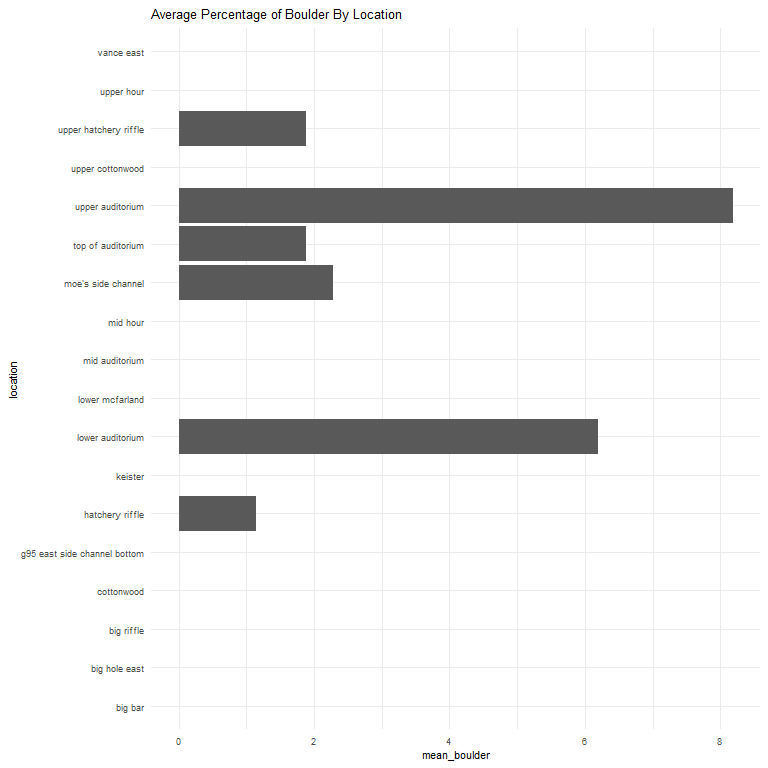 Average Percentage of Boulder By Location
vance east
upper hour
upper hatchery riffle
upper cottonwood
upper auditorium
top of auditorium
moe's side channel
mid hour
mid auditorium
lower mcfarland
lower auditorium
keister
hatchery riffle
g95 east side channel bottom
cottonwood
big riffle
big hole east
big bar
location
0 2 4 6 8
mean_boulder